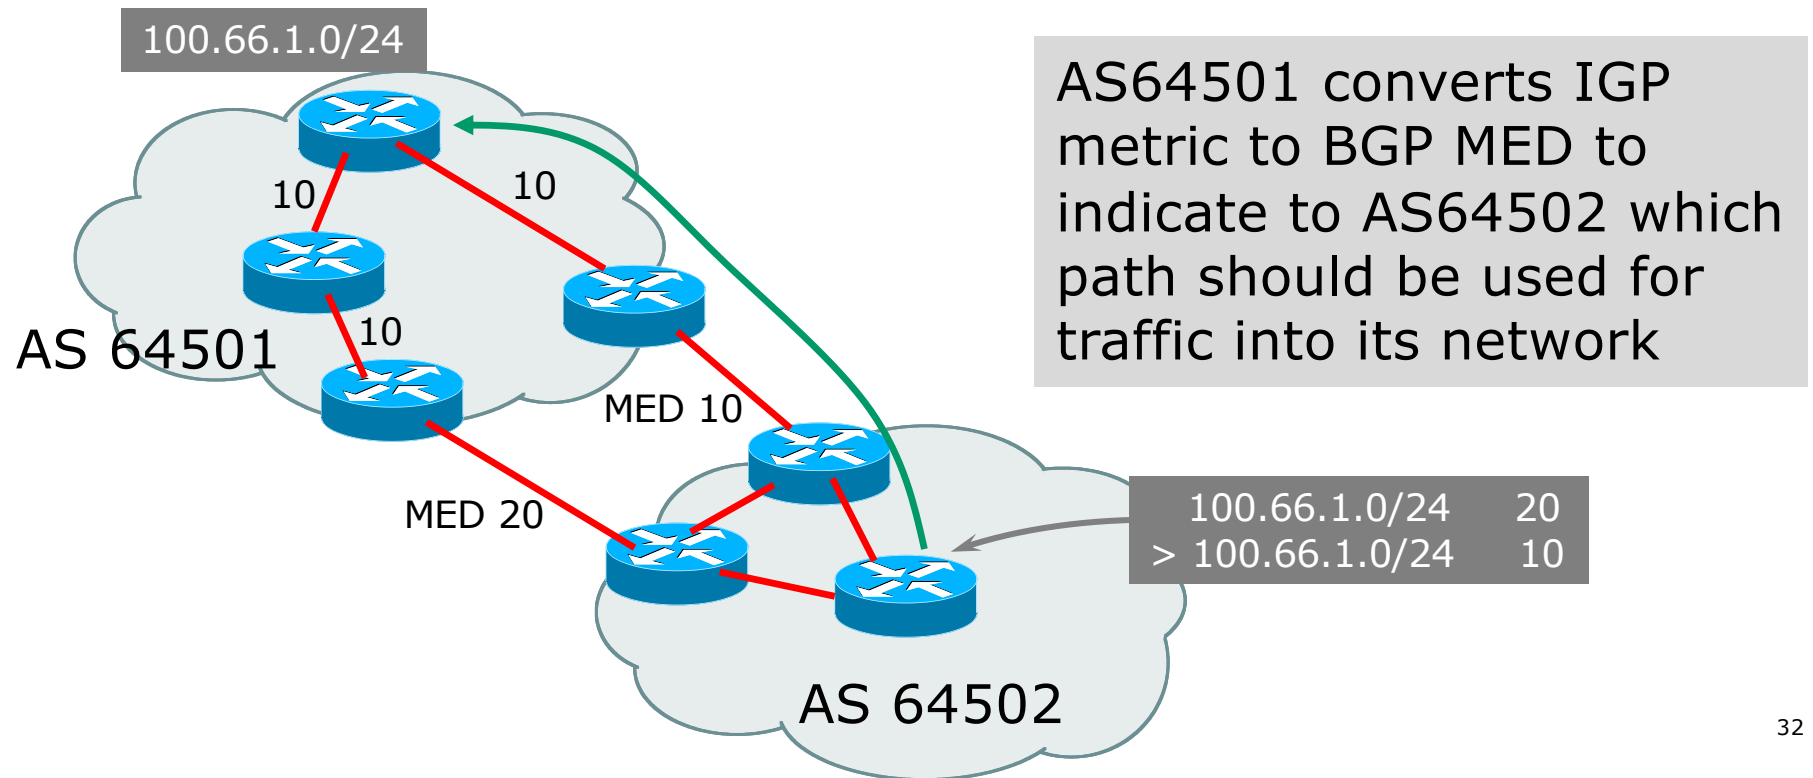 100.66.1.0/24
AS64501 converts IGP
metric to BGP MED to
indicate to AS64502 which
path should be used for
traffic into its network
10
10
10
AS 64501
MED 10
MED 20
100.66.1.0/24 20
> 100.66.1.0/24 10
AS 64502
32